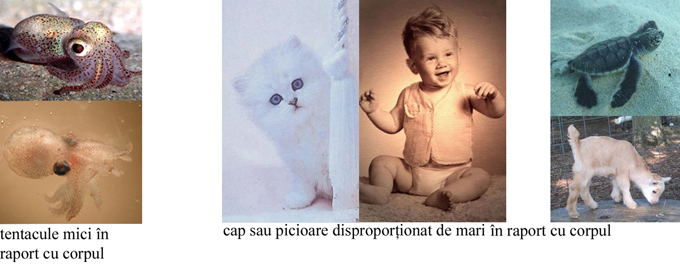 tentacule mici în
raport cu corpul
cap sau picioare disproporționat de mari în raport cu corpul